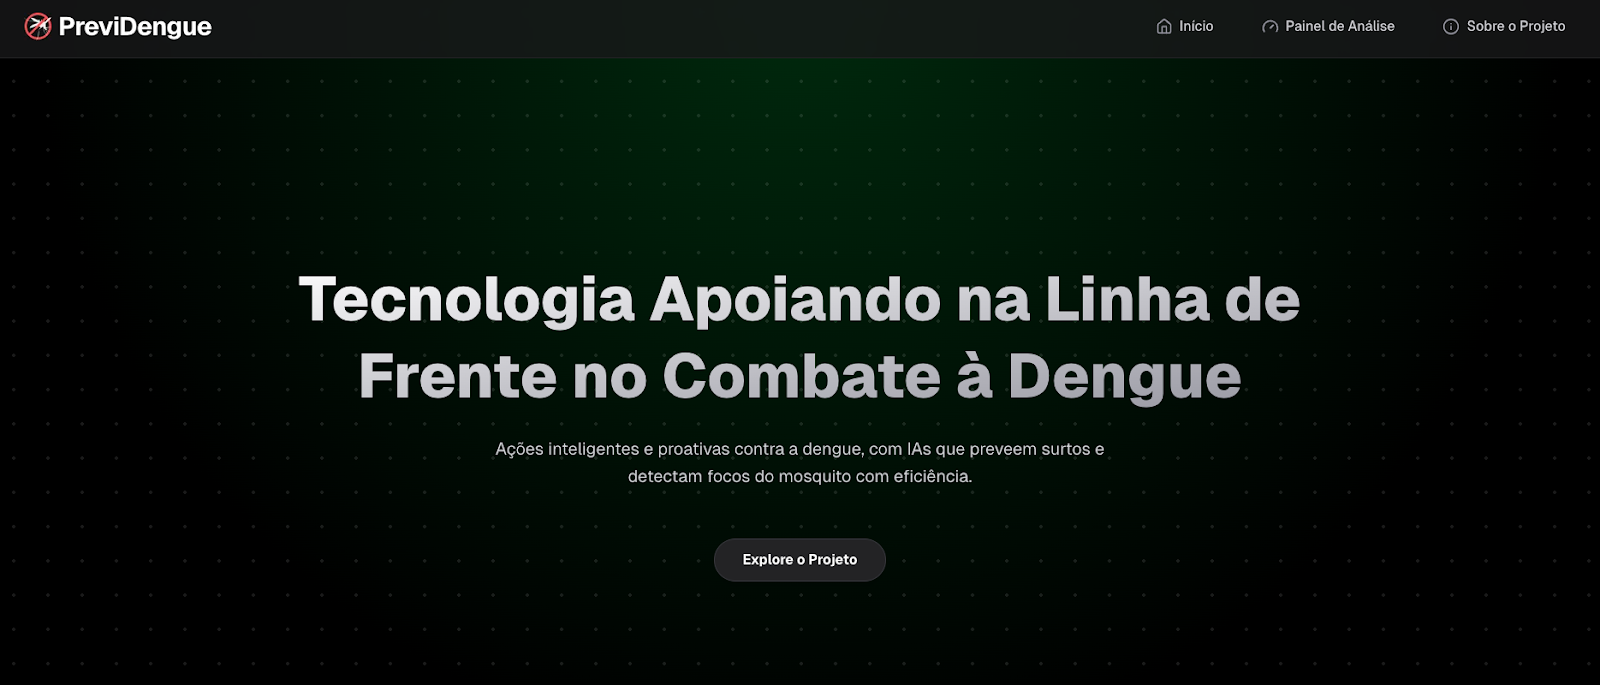 PreviDengue
Início
Painel de Análise
Sobre o Projeto
Tecnologia Apoiando na Linha de
Frente no Combate à Dengue
Ações inteligentes e proativas contra a dengue, com IAs que preveem surtos e
detectam focos do mosquito com eficiência.
Explore o Projeto